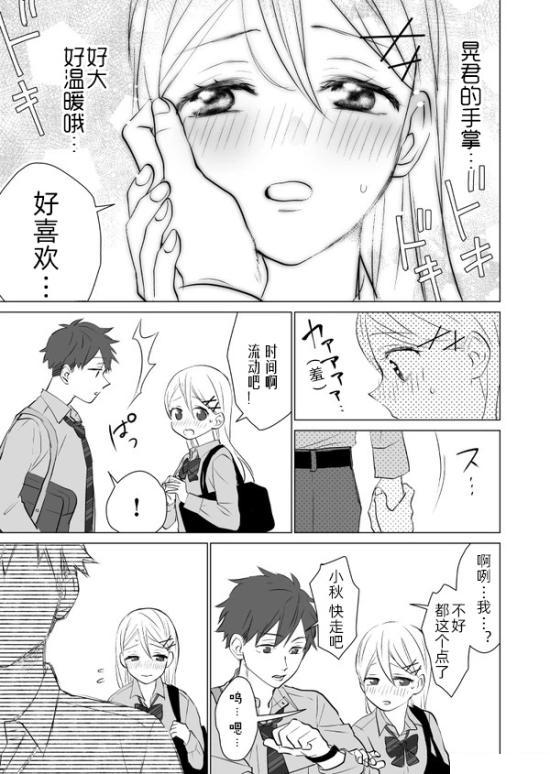 晃君的手掌…
好大
好温暖哦…
好喜欢…
ドキ
ドキ
ドキ
ドキ
カァァァァ…
(羞)
时间啊
流动吧！
ぱっ
！
ス…
啊咧…我…？
不好
都这个点了
小秋 快走吧
呜…
嗯…